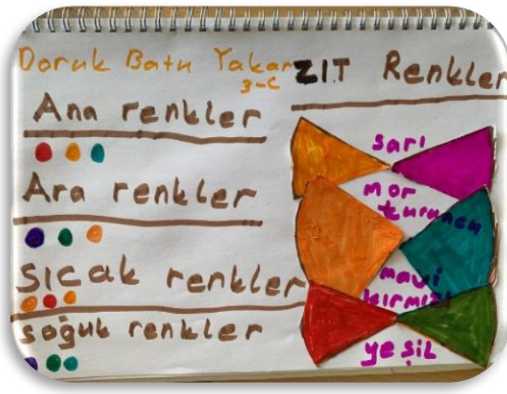 Doruk Batu Yakar
3-C
Ana renkler
Ara renkler
sıcak renkler
soğuk renkler
ZIT Renkler
sarı
mor
turuncu
mavi
kırmızı
yeşil